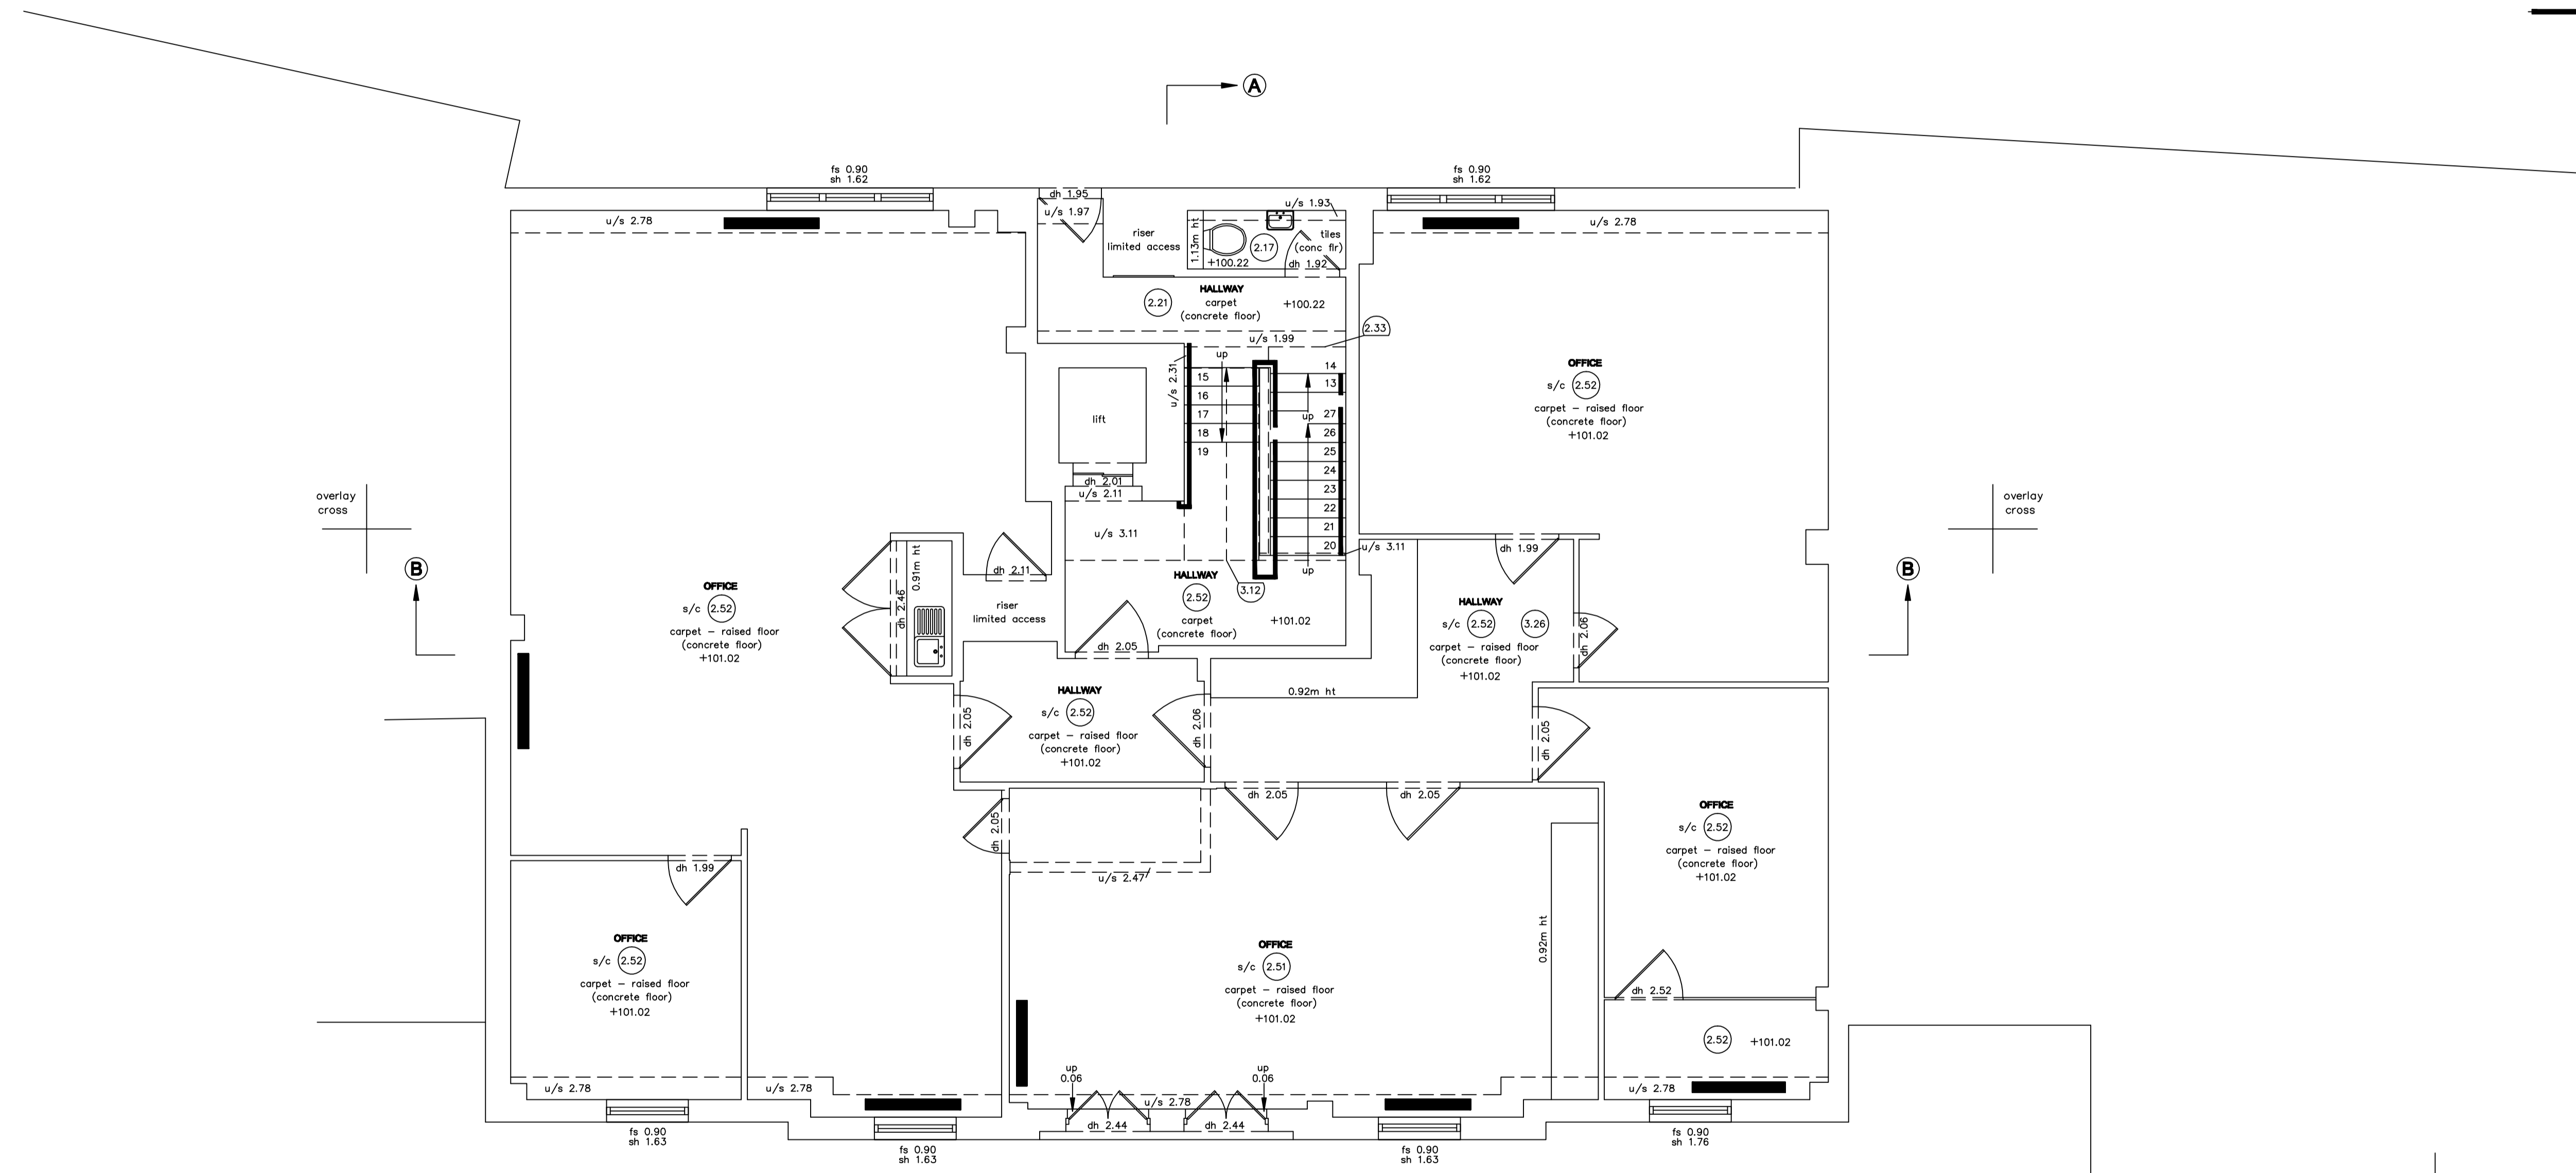 A
fs 0.90
sh 1.62
fs 0.90
sh 1.62
dh 1.95
u/s 1.97
u/s 1.93
u/s 2.78
u/s 2.78
riser
limited access
1.13m ht
2.17
tiles
(conc flr)
+100.22
dh 1.92
HALLWAY
2.21
carpet
(concrete floor)
+100.22
2.33
u/s 1.99
up
u/s 2.31
14
13
15
16
17
18
19
up
27
26
25
24
23
22
21
20
up
lift
dh 2.01
u/s 2.11
u/s 3.11
u/s 3.11
OFFICE
s/c 2.52
carpet – raised floor
(concrete floor)
+101.02
overlay
cross
overlay
cross
B
B
OFFICE
s/c 2.52
carpet – raised floor
(concrete floor)
+101.02
0.91m ht
dh 2.46
dh 2.11
riser
limited access
HALLWAY
2.52
carpet
(concrete floor)
+101.02
3.12
dh 2.05
dh 1.99
HALLWAY
s/c 2.52
3.26
carpet – raised floor
(concrete floor)
+101.02
dh 2.06
0.92m ht
HALLWAY
s/c 2.52
carpet – raised floor
(concrete floor)
+101.02
dh 2.05
dh 2.06
dh 2.05
dh 2.05
dh 2.05
dh 2.05
u/s 2.47
dh 1.99
OFFICE
s/c 2.52
carpet – raised floor
(concrete floor)
+101.02
OFFICE
s/c 2.52
carpet – raised floor
(concrete floor)
+101.02
OFFICE
s/c 2.51
carpet – raised floor
(concrete floor)
+101.02
0.92m ht
dh 2.52
2.52
+101.02
up
0.06
up
0.06
u/s 2.78
u/s 2.78
u/s 2.78
u/s 2.78
dh 2.44
dh 2.44
fs 0.90
sh 1.63
fs 0.90
sh 1.63
fs 0.90
sh 1.63
fs 0.90
sh 1.76